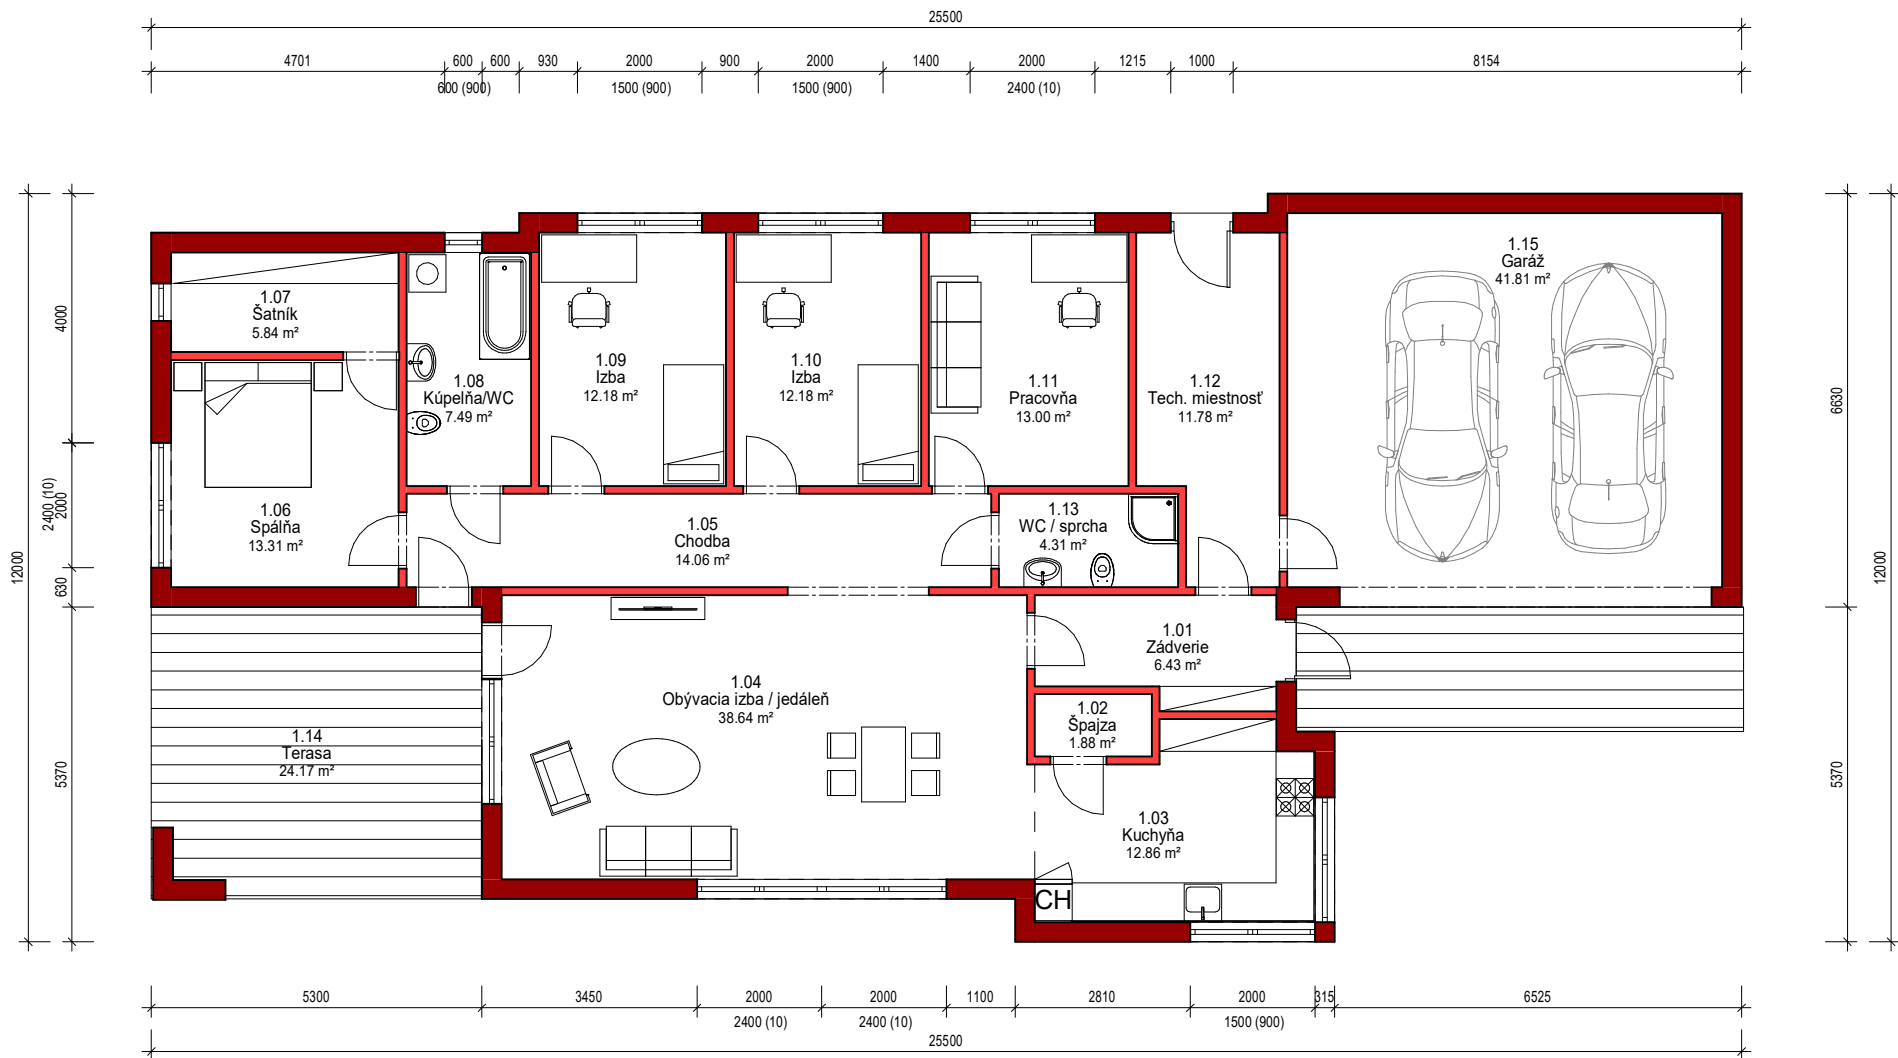 25500
4701
600
600
930
2000
900
2000
1400
2000
1215
1000
8154
600 (900)
1500 (900)
1500 (900)
2400 (10)
12000
4000
2400 (10)
2000
630
5370
6630
5370
12000
1.07
Šatník
5.84 m²
1.08
Kúpelňa/WC
7.49 m²
1.09
Izba
12.18 m²
1.10
Izba
12.18 m²
1.11
Pracovňa
13.00 m²
1.12
Tech. miestnosť
11.78 m²
1.15
Garáž
41.81 m²
1.06
Spálňa
13.31 m²
1.05
Chodba
14.06 m²
1.13
WC / sprcha
4.31 m²
1.01
Zádverie
6.43 m²
1.04
Obývacia izba / jedáleň
38.64 m²
1.02
Špajza
1.88 m²
1.14
Terasa
24.17 m²
1.03
Kuchyňa
12.86 m²
CH
5300
3450
2000
2000
1100
2810
2000
315
6525
2400 (10)
2400 (10)
1500 (900)
25500